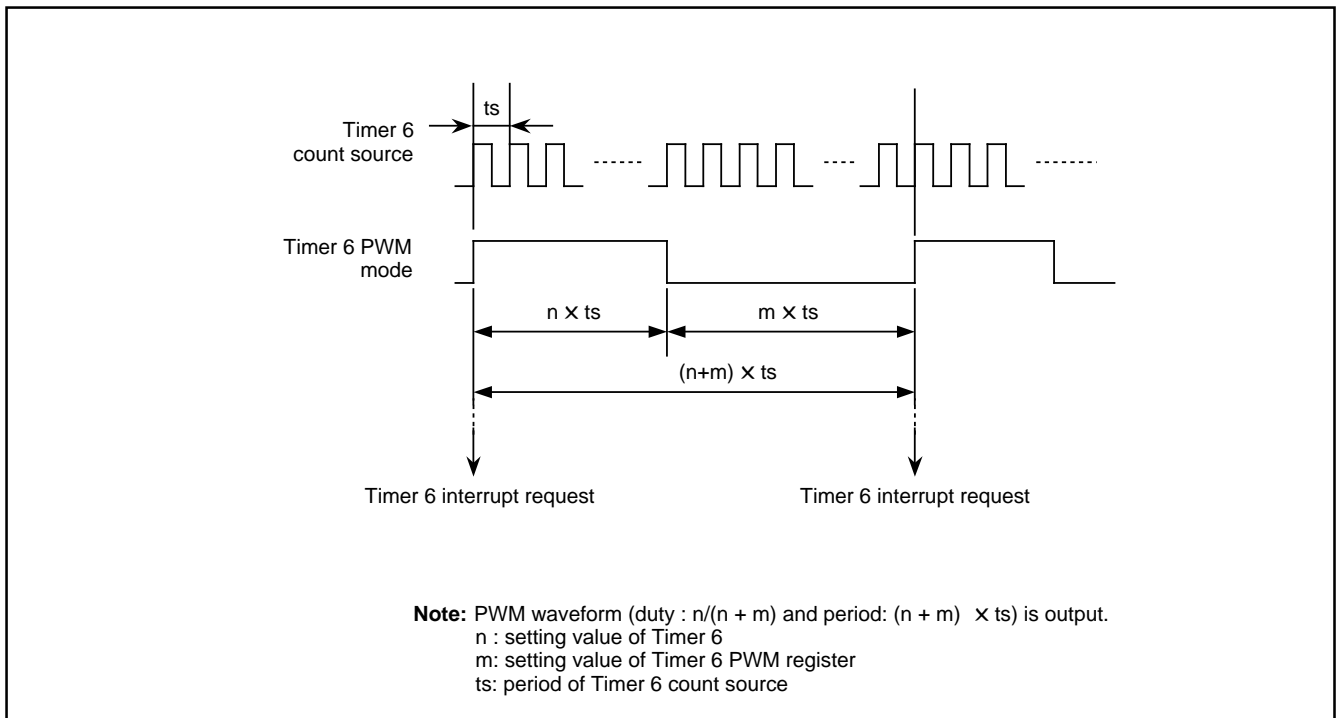 ts
Timer 6
count source
Timer 6 PWM
mode
n × ts
m × ts
(n+m) × ts
Timer 6 interrupt request
Timer 6 interrupt request
Note: PWM waveform (duty : n/(n + m) and period: (n + m) × ts) is output.
n : setting value of Timer 6
m: setting value of Timer 6 PWM register
ts: period of Timer 6 count source